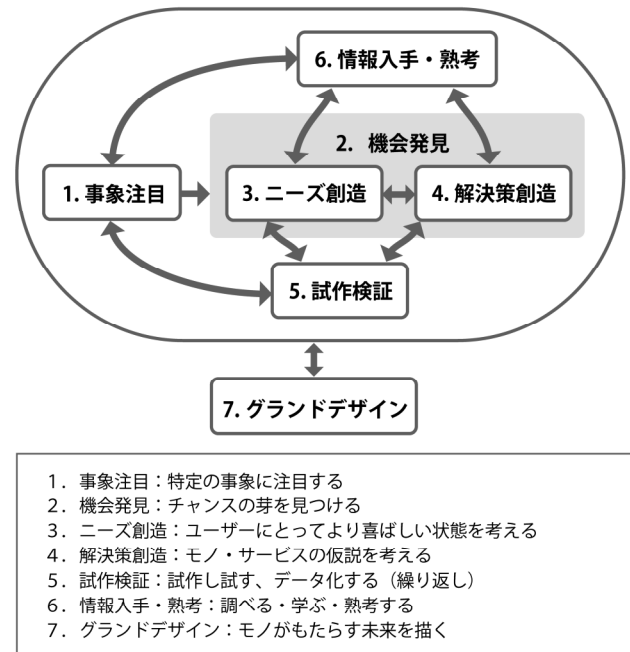 6. 情報入手・熟考
2. 機会発見
1. 事象注目
3. ニーズ創造
4. 解決策創造
5. 試作検証
7. グランドデザイン
1. 事象注目：特定の事象に注目する
2. 機会発見：チャンスの芽を見つける
3. ニーズ創造：ユーザーにとってより喜ばしい状態を考える
4. 解決策創造：モノ・サービスの仮説を考える
5. 試作検証：試作し試す、データ化する（繰り返し）
6. 情報入手・熟考：調べる・学ぶ・熟考する
7. グランドデザイン：モノがもたらす未来を描く